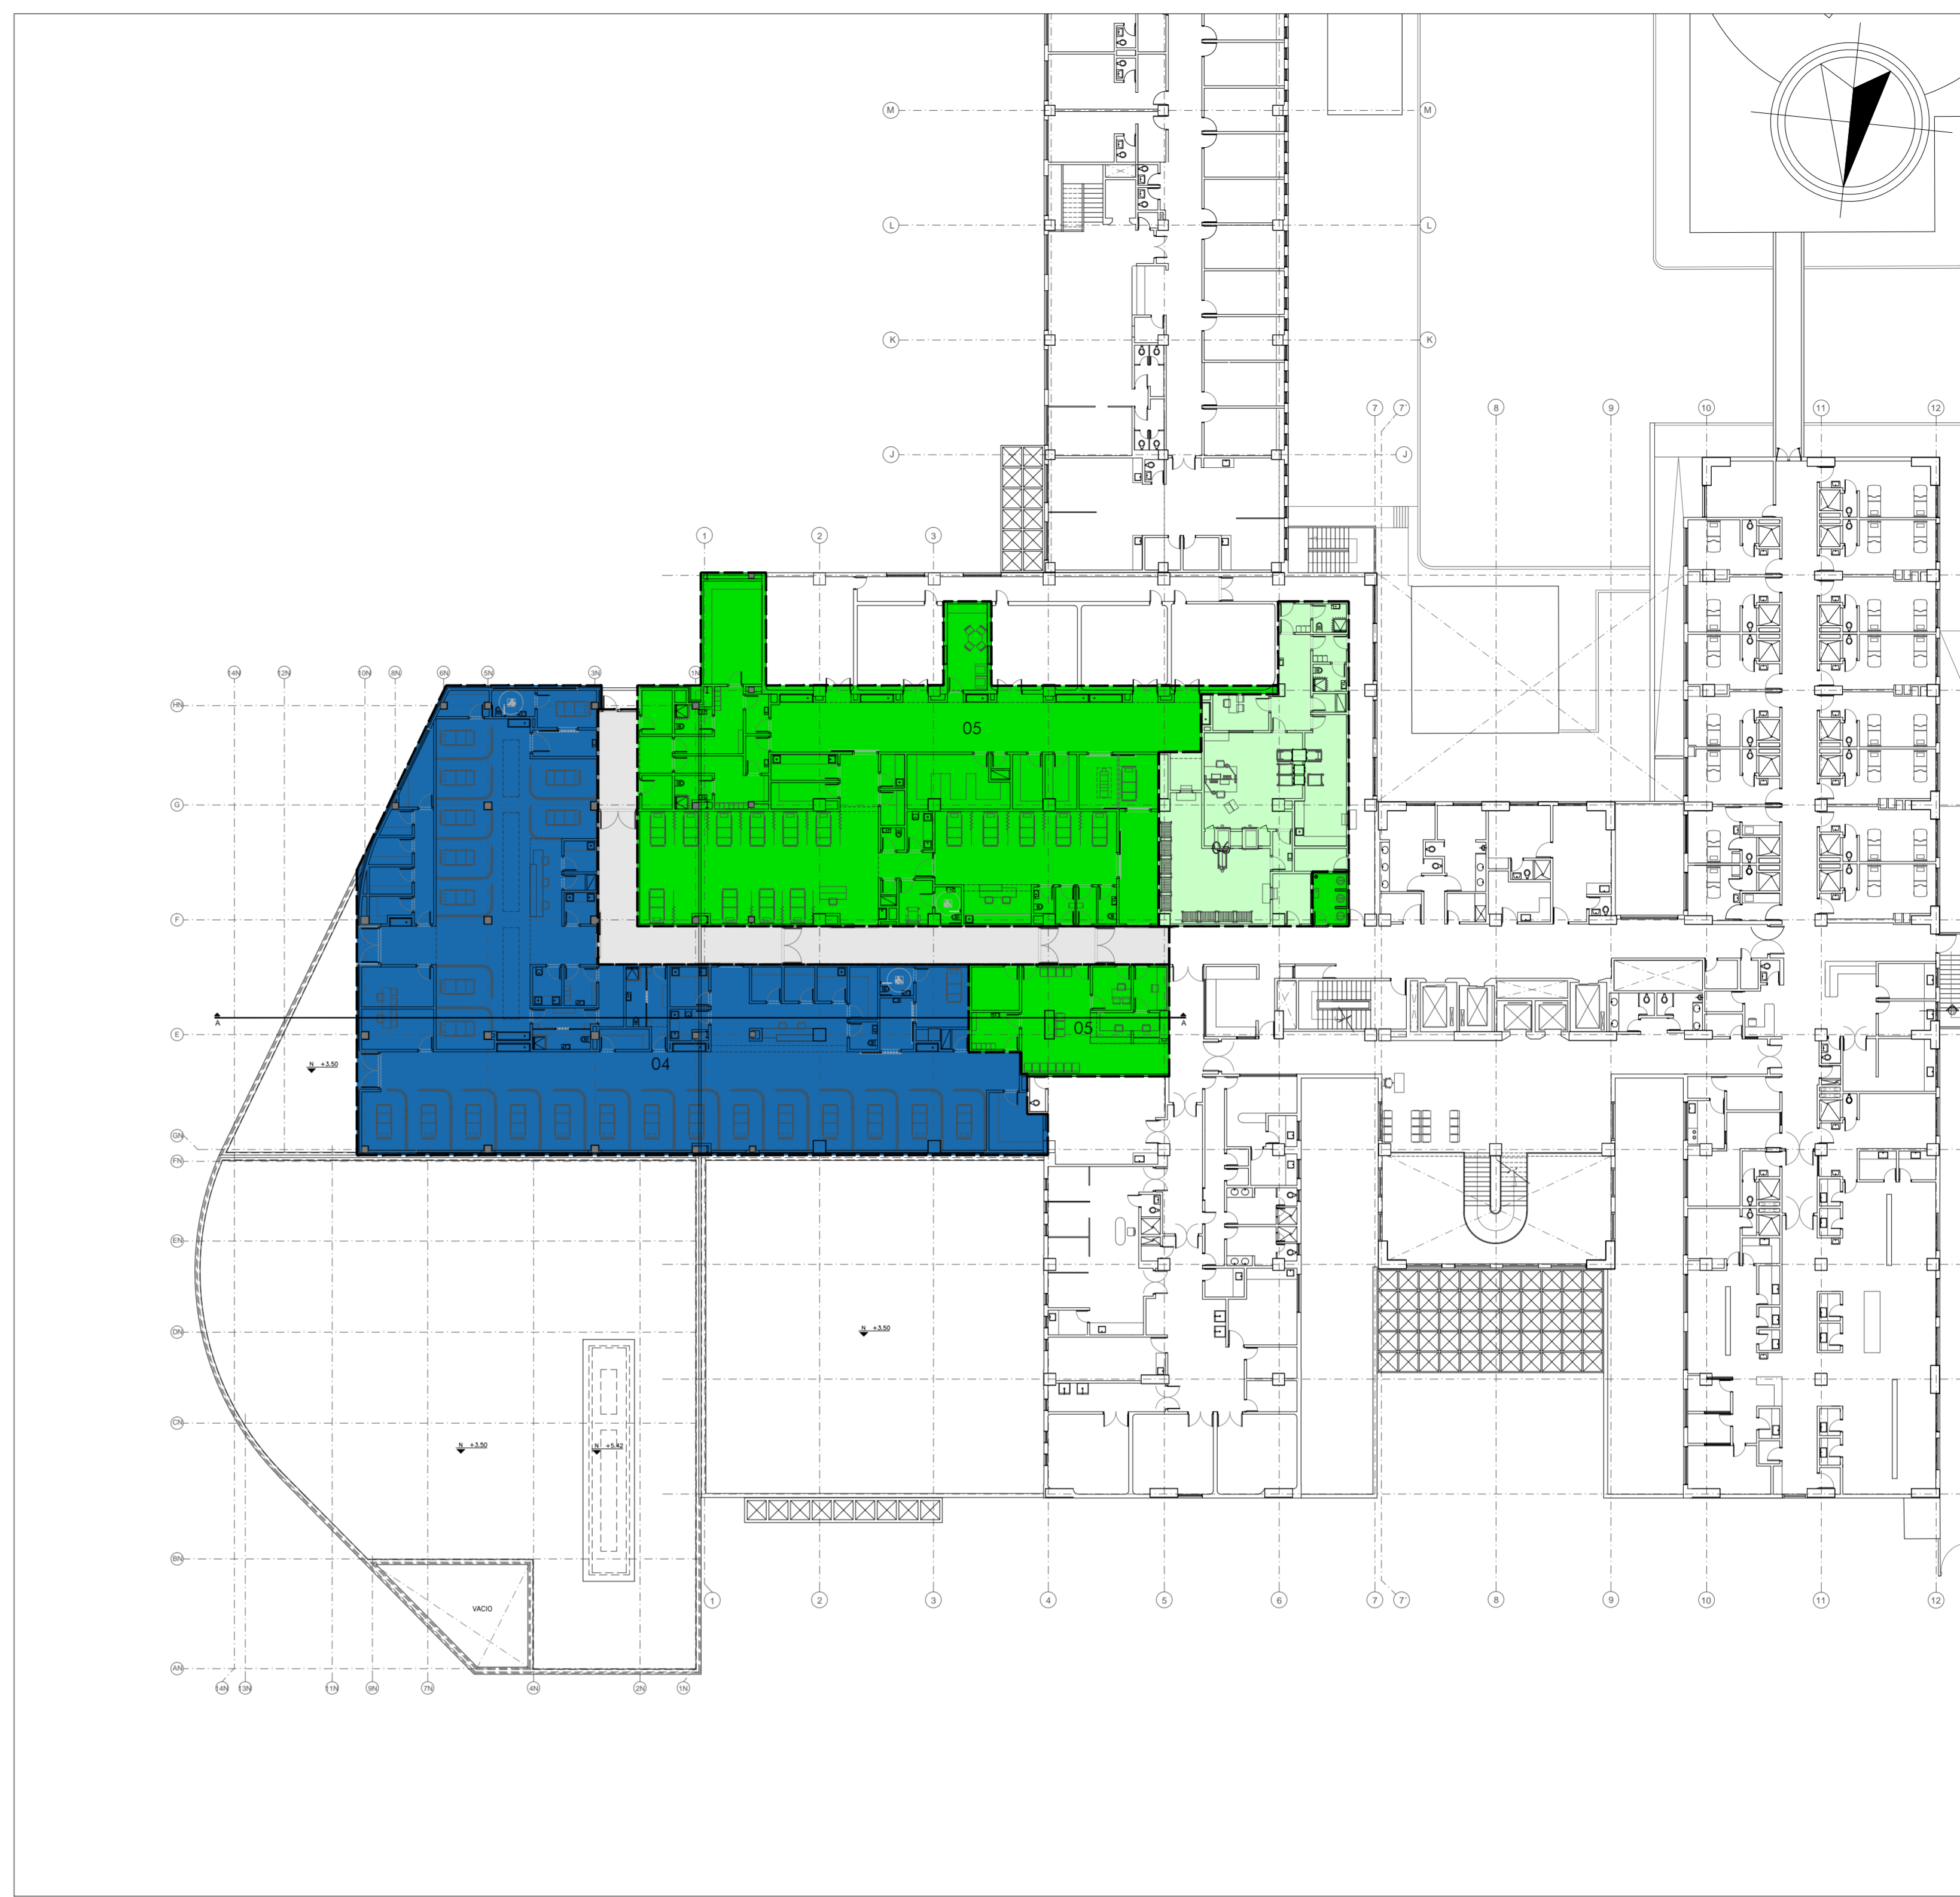 M M
L L
K K
7 7' 8 9 10 11 12
J J
1 2 3
14N 12N 10N 8N 6N 5N 3N 1N
HN
05
G
F
A A
E
05
04
N +3.50
GN
FN
EN
DN
N +3.50
CN
N +3.50
N +5.42
BN
VACIO
1 2 3 4 5 6 7 7' 8 9 10 11 12
AN
14N 13N 11N 9N 7N 4N 2N 1N